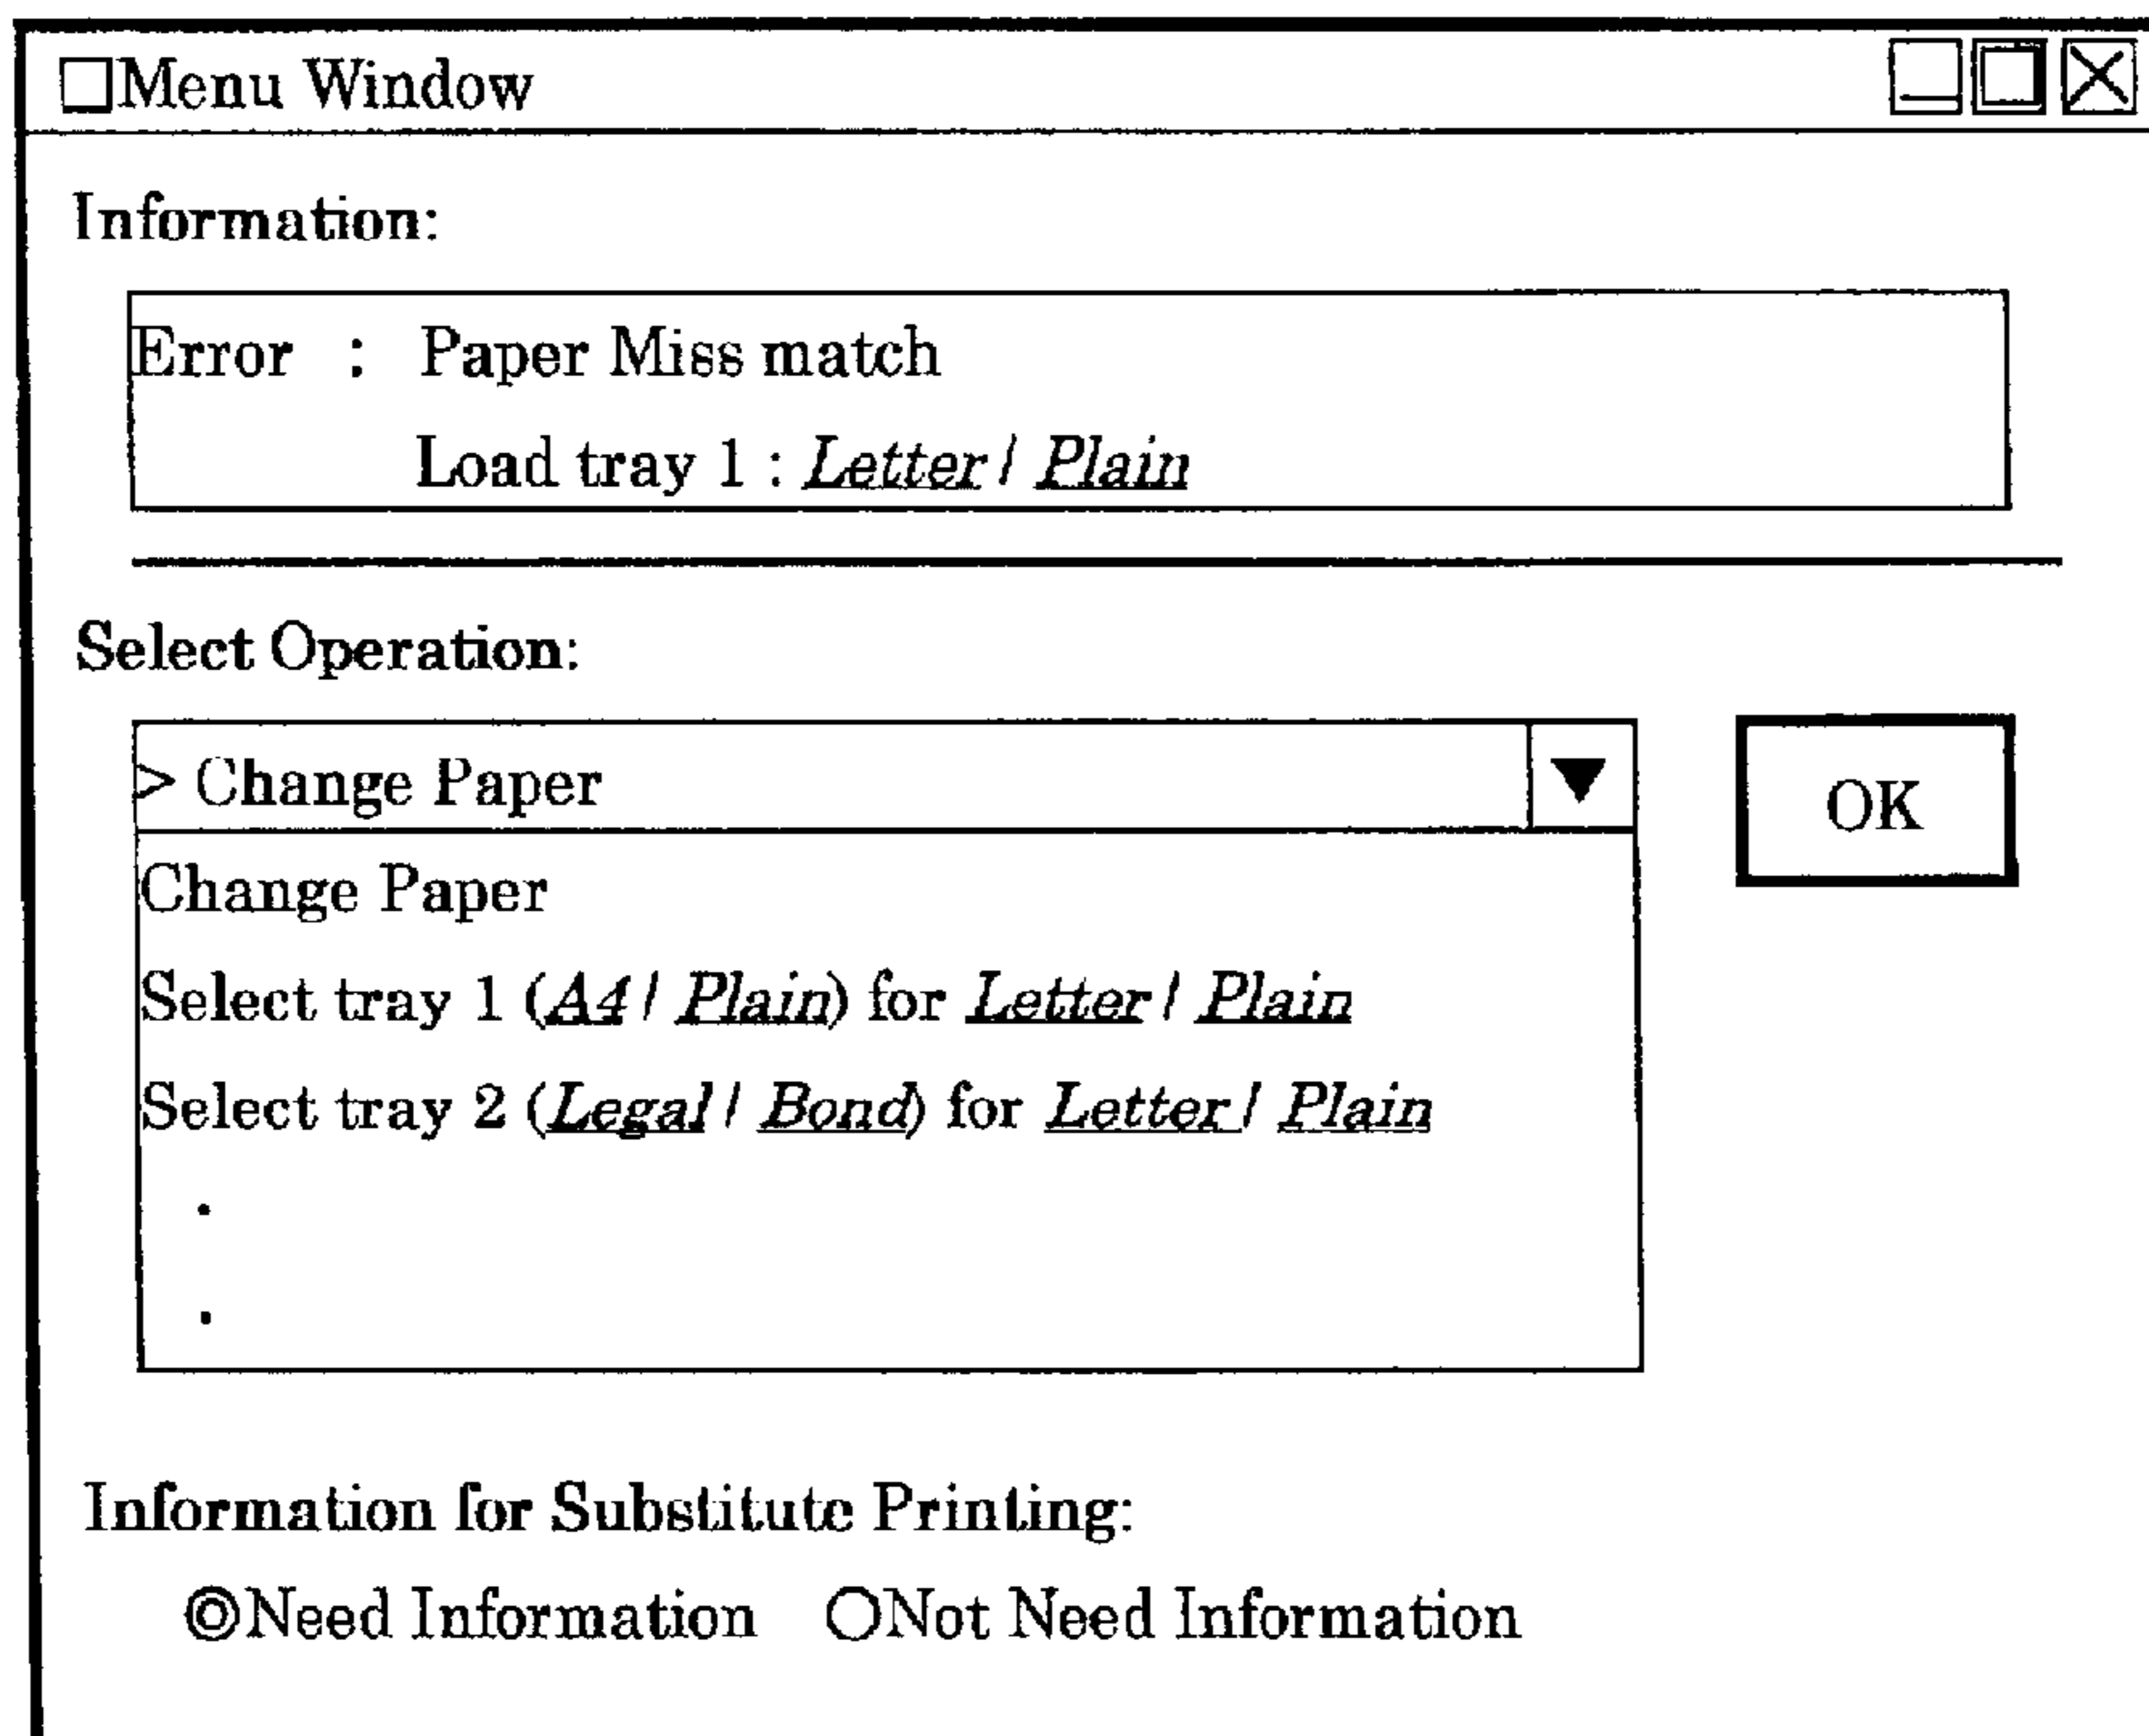 Menu Window
Information:
Error : Paper Miss match
Load tray 1 : Letter / Plain
Select Operation:
> Change Paper
OK
Change Paper
Select tray 1 (A4 / Plain) for Letter / Plain
Select tray 2 (Legal / Bond) for Letter / Plain
.
.
Information for Substitute Printing:
◎Need Information ○Not Need Information